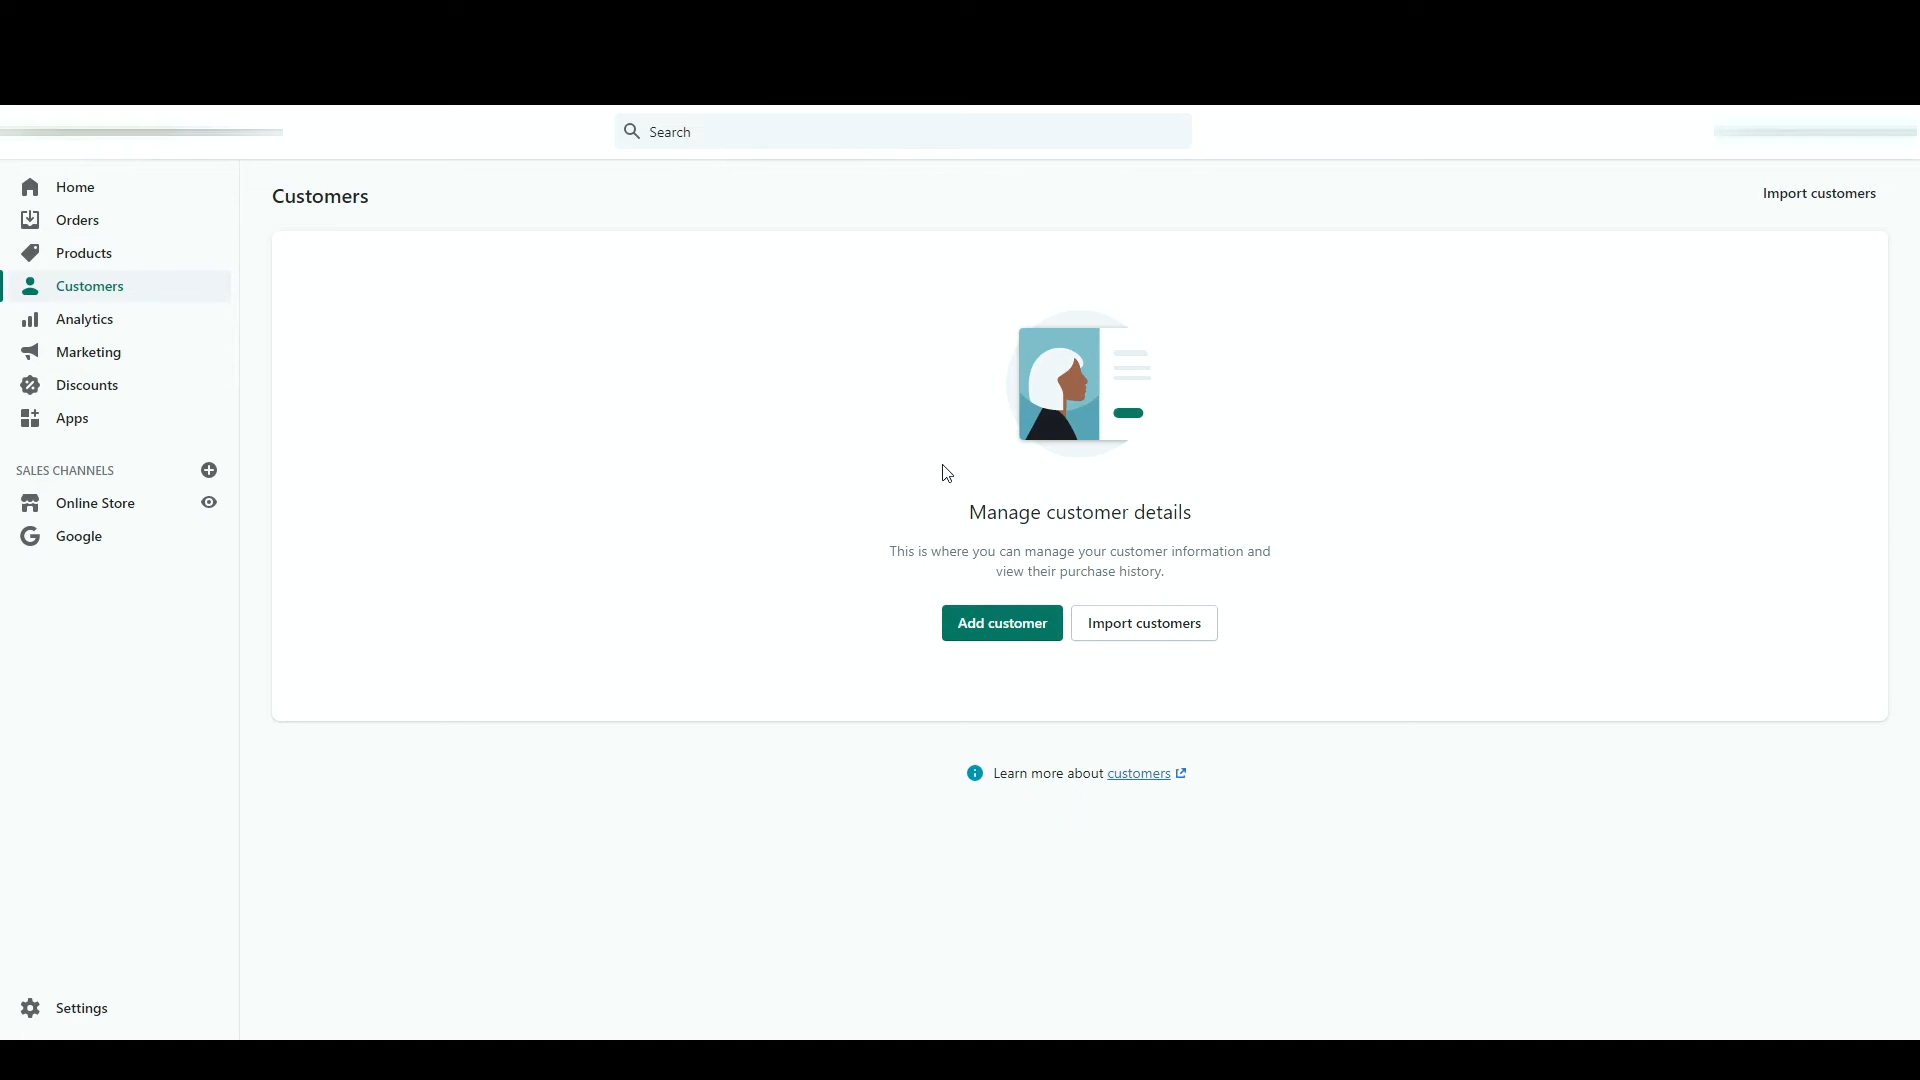 Search
Home
Orders
Products
Customers
Analytics
Marketing
Discounts
Apps
SALES CHANNELS
Online Store
Google
Settings
Customers
Import customers
Manage customer details
This is where you can manage your customer information and
view their purchase history.
Add customer
Import customers
Learn more about customers